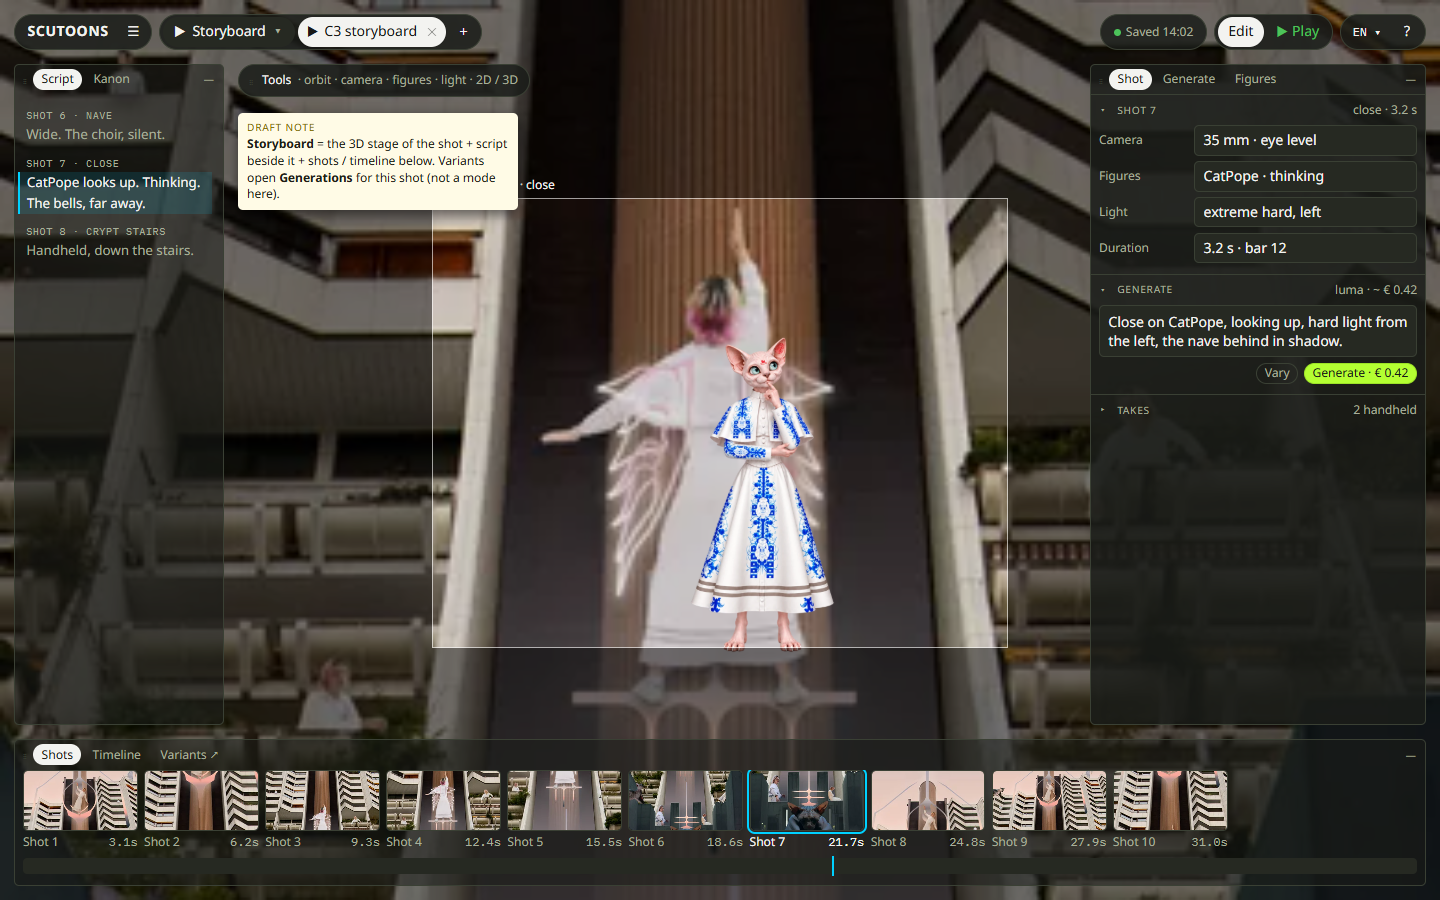 SCUTOONS
Storyboard
C3 storyboard
+
Saved 14:02
Edit
Play
EN
?
Script
Kanon
SHOT 6 · NAVE
Wide. The choir, silent.
SHOT 7 · CLOSE
CatPope looks up. Thinking.
The bells, far away.
SHOT 8 · CRYPT STAIRS
Handheld, down the stairs.
Tools · orbit · camera · figures · light · 2D / 3D
DRAFT NOTE
Storyboard = the 3D stage of the shot + script
beside it + shots / timeline below. Variants
open Generations for this shot (not a mode
here).
· close
Shot
Generate
Figures
SHOT 7
close · 3.2 s
Camera
35 mm · eye level
Figures
CatPope · thinking
Light
extreme hard, left
Duration
3.2 s · bar 12
GENERATE
luma · ~ € 0.42
Close on CatPope, looking up, hard light from
the left, the nave behind in shadow.
Vary
Generate · € 0.42
TAKES
2 handheld
Shots
Timeline
Variants ↗
Shot 1 3.1s
Shot 2 6.2s
Shot 3 9.3s
Shot 4 12.4s
Shot 5 15.5s
Shot 6 18.6s
Shot 7 21.7s
Shot 8 24.8s
Shot 9 27.9s
Shot 10 31.0s